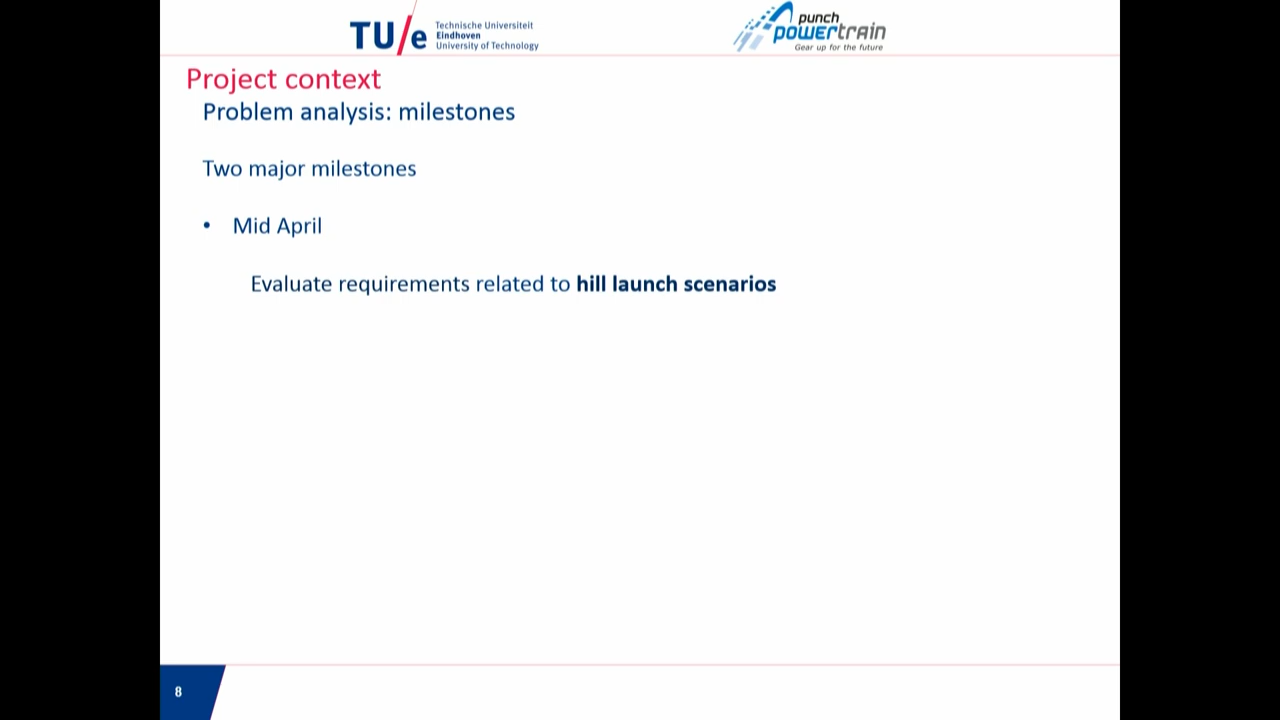 TU/e
Technische Universiteit
Eindhoven
University of Technology
punch
powertrain
Gear up for the future
Project context
Problem analysis: milestones
Two major milestones
• Mid April
Evaluate requirements related to hill launch scenarios
8